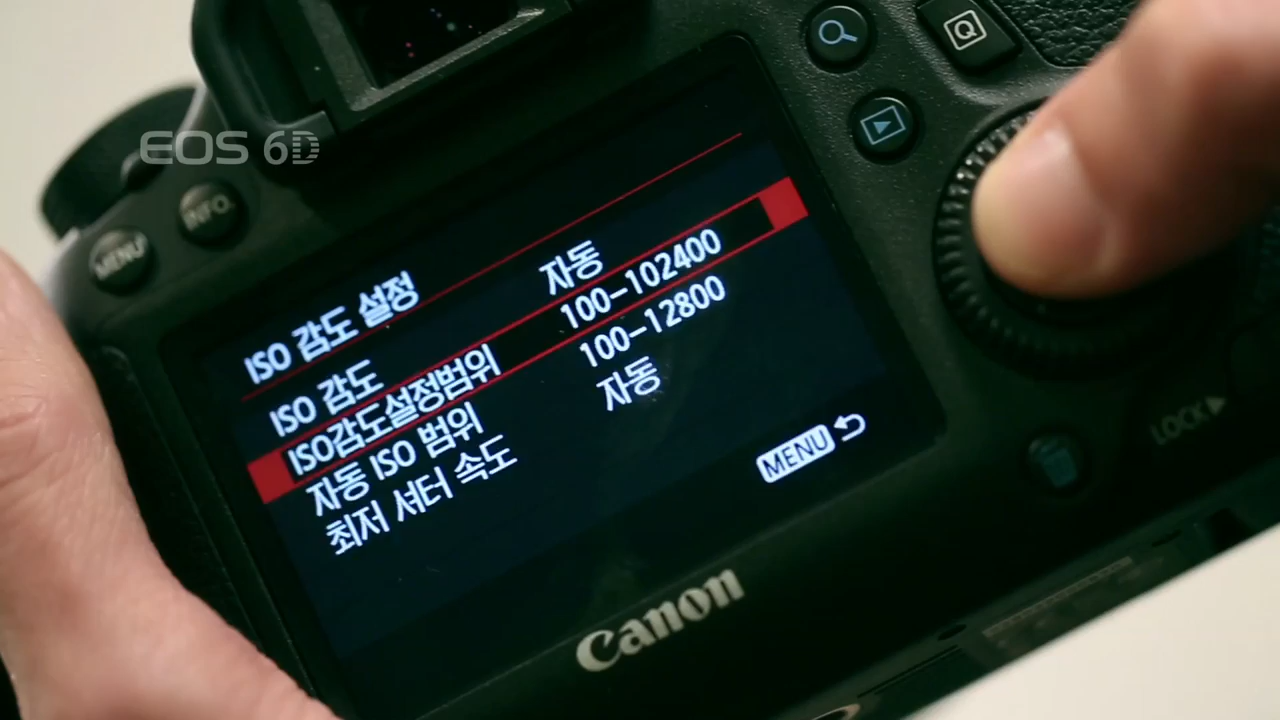 EOS 6D
INFO.
MENU
Q
ISO 감도 설정
ISO 감도 자동
ISO감도설정범위 100-102400
자동 ISO 범위 100-12800
최저 셔터 속도 자동
MENU
LOCK
Canon